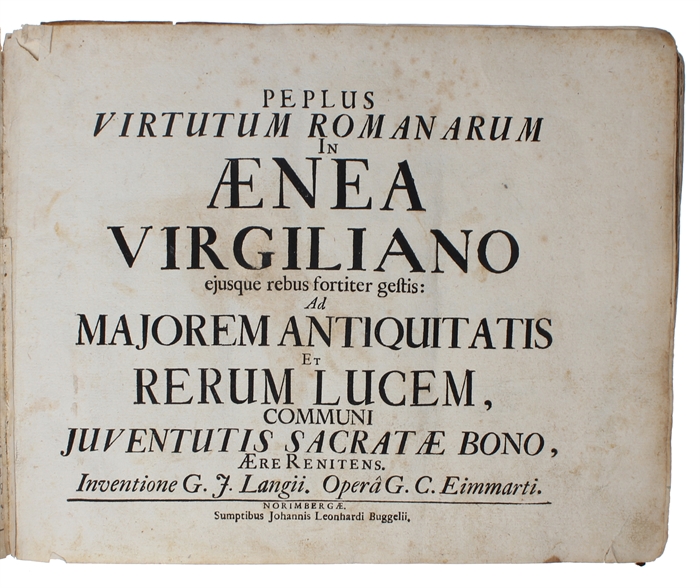 PEPLUS
VIRTUTUM ROMANARUM
IN
ÆNEA
VIRGILIANO
ejusque rebus fortiter geſtis:
Ad
MAJOREM ANTIQUITATIS
ET
RERUM LUCEM,
COMMUNI
JUVENTUTIS SACRATÆ BONO,
ÆRE RENITENS.
Inventione G. J. Langii. Operâ G. C. Eimmarti.
NORIMBERGÆ.
Sumptibus Johannis Leonhardi Buggelii.